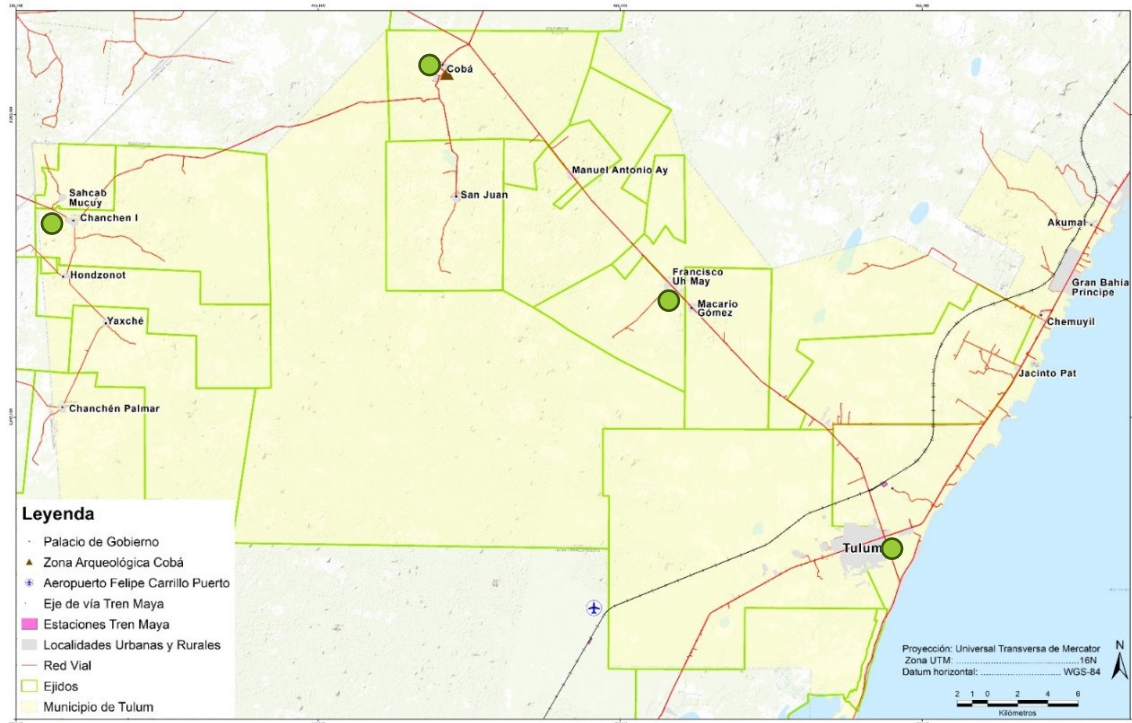 Cobá
Manuel Antonio Ay
San Juan
Sahcab
Mucuy
Chanchen I
Akumal
Hondzonot
Francisco
Uh May
Gran Bahía
Príncipe
Macario
Gómez
Chemuyil
Yaxché
Jacinto Pat
Chanchén Palmar
Tulum
Leyenda
Palacio de Gobierno
Zona Arqueológica Cobá
Aeropuerto Felipe Carrillo Puerto
Eje de vía Tren Maya
Estaciones Tren Maya
Localidades Urbanas y Rurales
Red Vial
Ejidos
Municipio de Tulum
Proyección: Universal Transversa de Mercator
Zona UTM: ........................................16N
Datum horizontal: ........................ WGS-84
N
2 1 0 2 4 6
Kilómetros